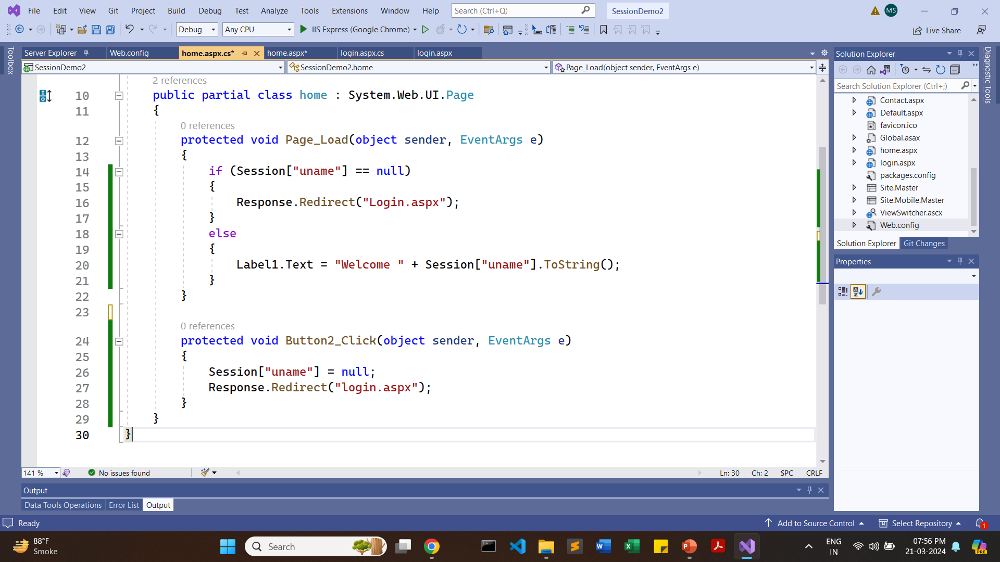 File Edit View Git Project Build Debug Test Analyze Tools Extensions Window Help Search (Ctrl+Q) SessionDemo2 MS
Debug Any CPU IIS Express (Google Chrome) Live Share
Toolbox
Server Explorer Web.config home.aspx.cs* home.aspx* login.aspx.cs login.aspx
SessionDemo2 SessionDemo2.home Page_Load(object sender, EventArgs e)
2 references
10 public partial class home : System.Web.UI.Page
11 {
0 references
12 protected void Page_Load(object sender, EventArgs e)
13 {
14 if (Session["uname"] == null)
15 {
16 Response.Redirect("Login.aspx");
17 }
18 else
19 {
20 Label1.Text = "Welcome " + Session["uname"].ToString();
21 }
22 }
23
0 references
24 protected void Button2_Click(object sender, EventArgs e)
25 {
26 Session["uname"] = null;
27 Response.Redirect("login.aspx");
28 }
29 }
30 }
141 % No issues found Ln: 30 Ch: 2 SPC CRLF
Output
Data Tools Operations Error List Output
Solution Explorer
Search Solution Explorer (Ctrl+;)
Contact.aspx
Default.aspx
favicon.ico
Global.asax
home.aspx
login.aspx
packages.config
Site.Master
Site.Mobile.Master
ViewSwitcher.ascx
Web.config
Solution Explorer Git Changes
Properties
Diagnostic Tools
Ready Add to Source Control Select Repository 1
88°F
Smoke
Search
ENG
IN
07:56 PM
21-03-2024
PRE